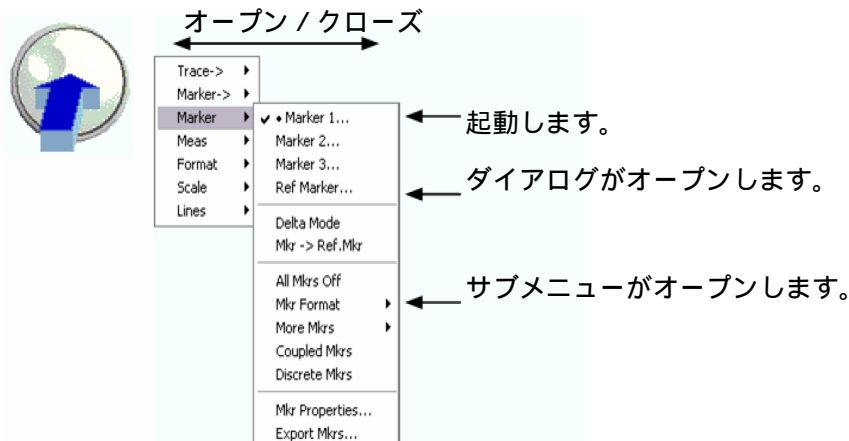 オープン / クローズ
Trace->
Marker->
Marker
Meas
Format
Scale
Lines
✓ • Marker 1...
Marker 2...
Marker 3...
Ref Marker...
Delta Mode
Mkr -> Ref.Mkr
All Mkrs Off
Mkr Format
More Mkrs
Coupled Mkrs
Discrete Mkrs
Mkr Properties...
Export Mkrs...
起動します。
ダイアログがオープンします。
サブメニューがオープンします。